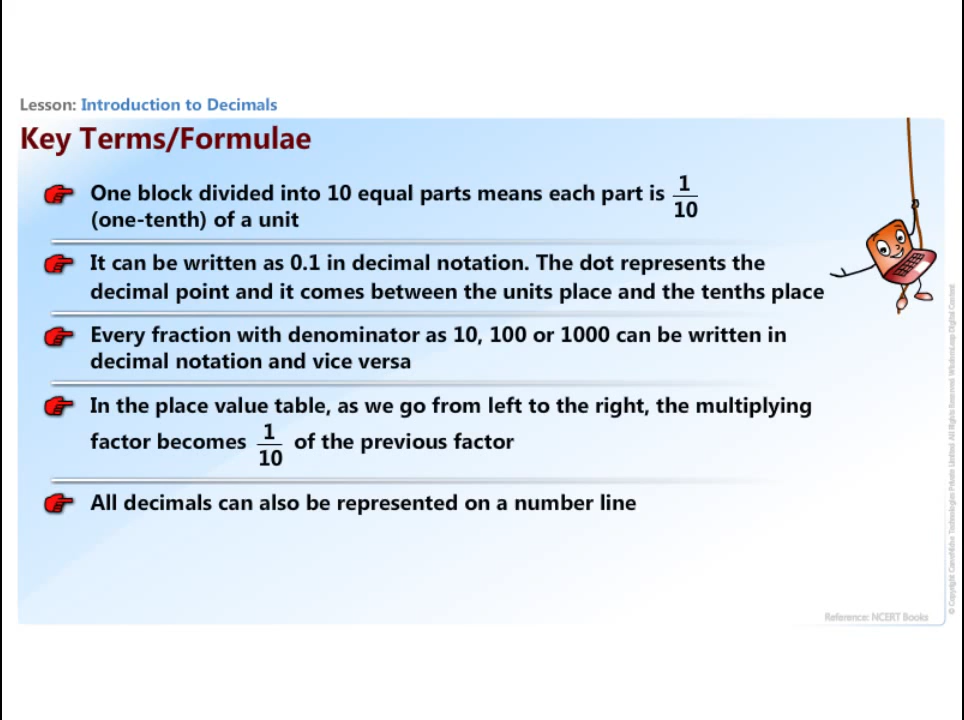 Lesson: Introduction to Decimals
Key Terms/Formulae
One block divided into 10 equal parts means each part is 1/10
(one-tenth) of a unit
It can be written as 0.1 in decimal notation. The dot represents the
decimal point and it comes between the units place and the tenths place
Every fraction with denominator as 10, 100 or 1000 can be written in
decimal notation and vice versa
In the place value table, as we go from left to the right, the multiplying
factor becomes 1/10 of the previous factor
All decimals can also be represented on a number line
Reference: NCERT Books